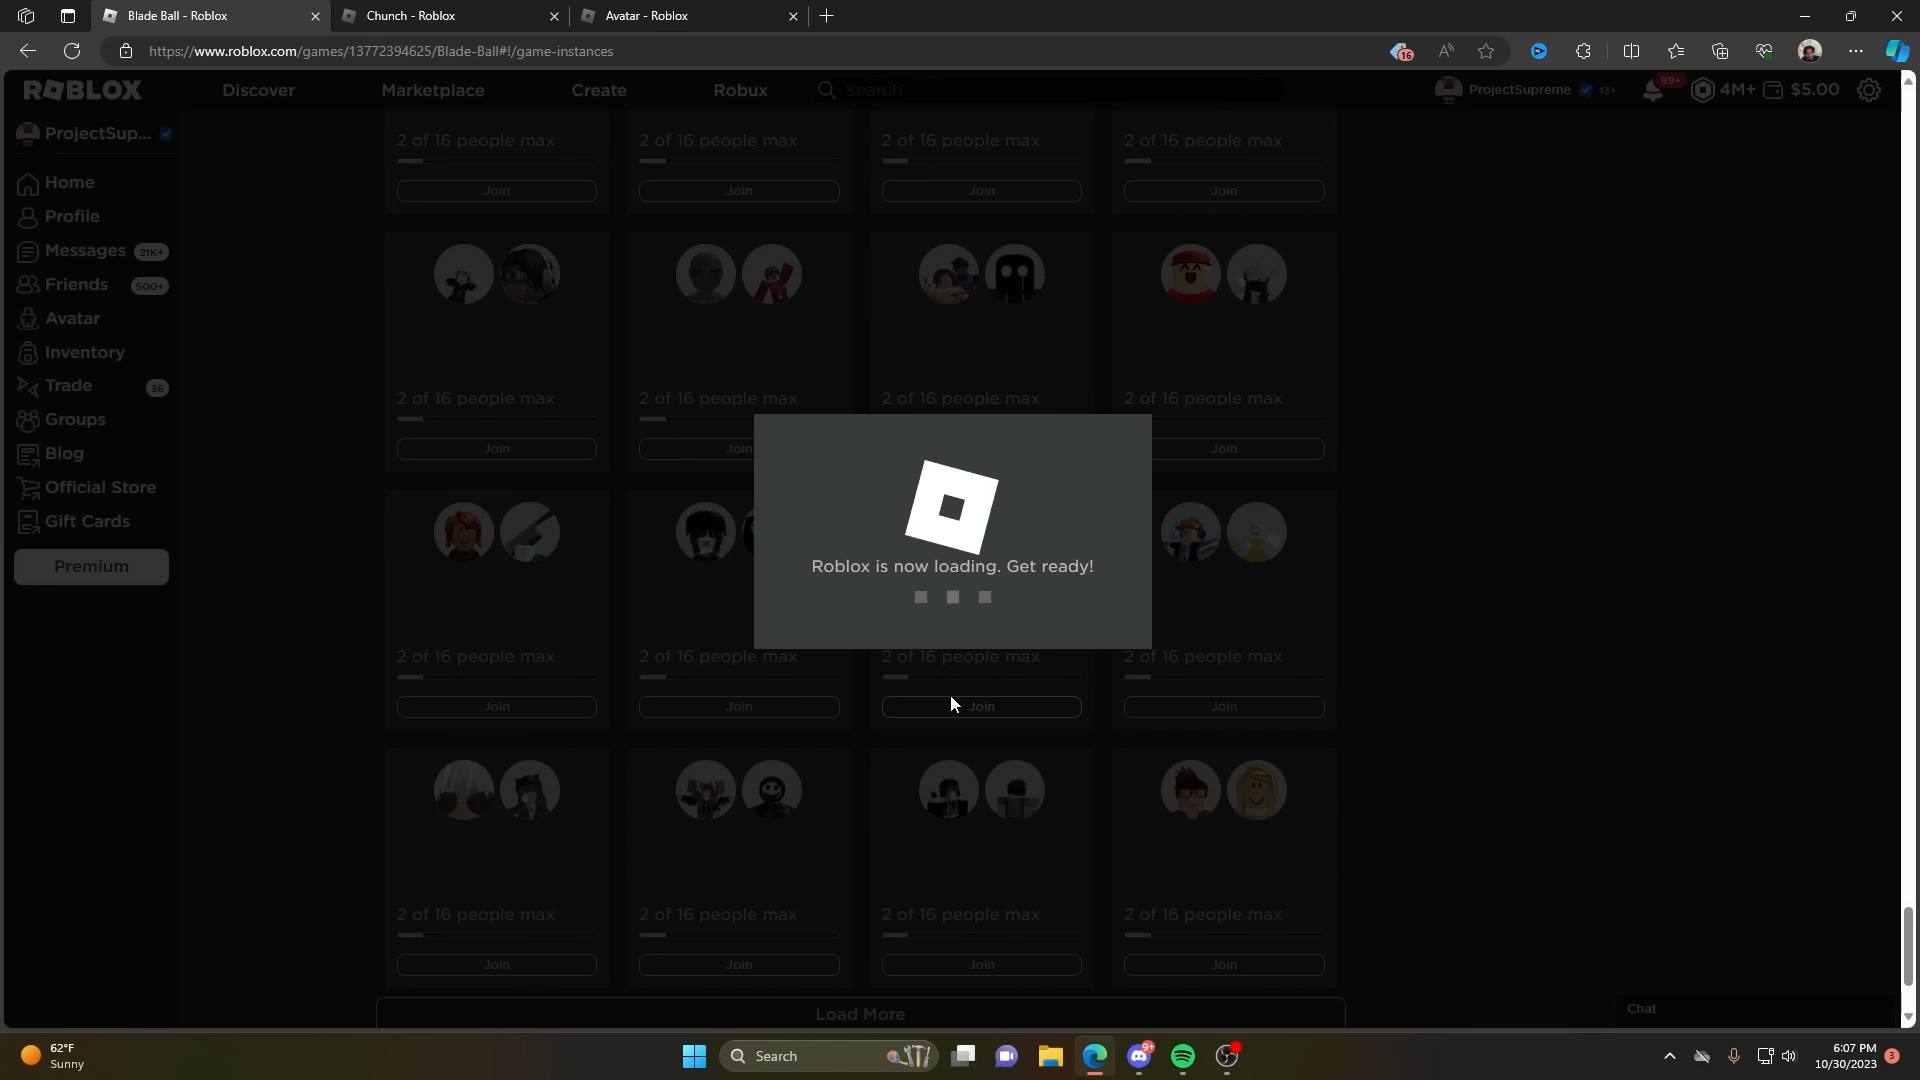 Blade Ball - Roblox
Chunch - Roblox
Avatar - Roblox
https://www.roblox.com/games/13772394625/Blade-Ball#!/game-instances
16
ROBLOX
Discover
Marketplace
Create
Robux
Search
ProjectSupreme
13+
99+
4M+
$5.00
ProjectSup...
Home
Profile
Messages
21K+
Friends
500+
Avatar
Inventory
Trade
36
Groups
Blog
Official Store
Gift Cards
Premium
2 of 16 people max
2 of 16 people max
2 of 16 people max
2 of 16 people max
Join
Join
Join
Join
2 of 16 people max
2 of 16 people max
2 of 16 people max
2 of 16 people max
Join
Join
Join
Roblox is now loading. Get ready!
2 of 16 people max
2 of 16 people max
2 of 16 people max
2 of 16 people max
Join
Join
Join
Join
2 of 16 people max
2 of 16 people max
2 of 16 people max
2 of 16 people max
Join
Join
Join
Join
Load More
Chat
62°F
Sunny
Search
9+
6:07 PM
10/30/2023
3